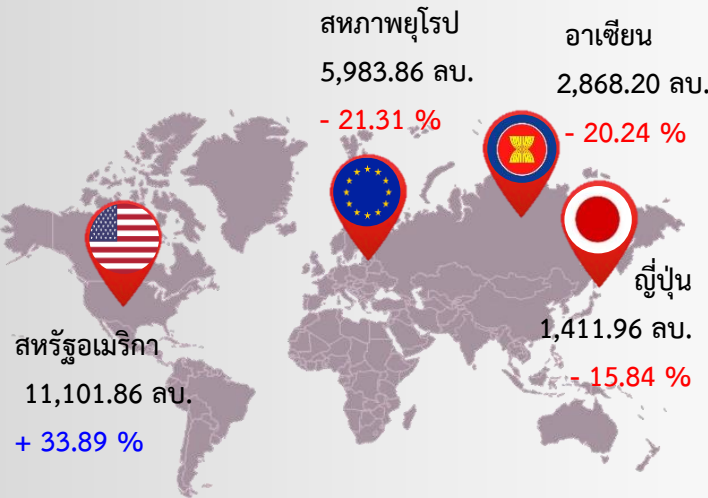 สหภาพยุโรป
5,983.86 ลบ.
- 21.31 %
อาเซียน
2,868.20 ลบ.
- 20.24 %
ญี่ปุ่น
1,411.96 ลบ.
- 15.84 %
สหรัฐอเมริกา
11,101.86 ลบ.
+ 33.89 %